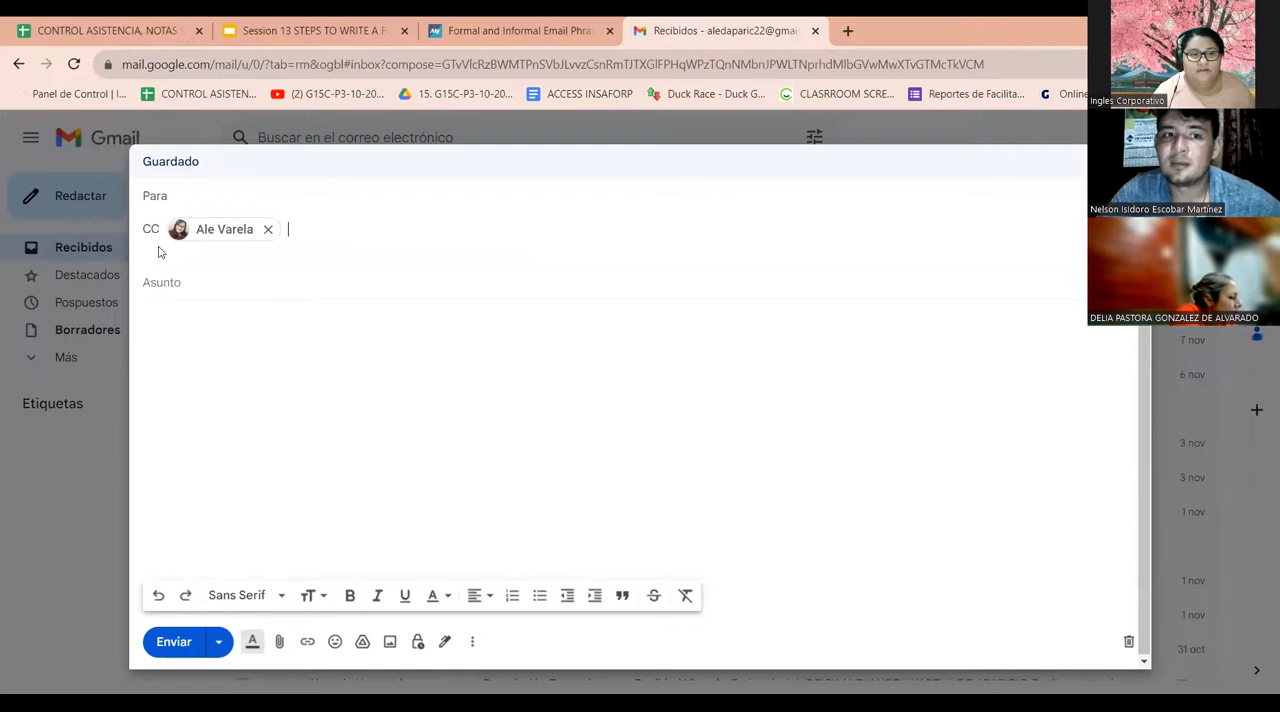 CONTROL ASISTENCIA, NOTAS
Session 13 STEPS TO WRITE A FO
Formal and Informal Email Phras
Recibidos - aledaparic22@gmai
mail.google.com/mail/u/0/?tab=rm&ogbl#inbox?compose=GTvVlcRzBWMTPnSVbJLvvzCsnRmTJTXGlFPHqWPzTQnNMbnJPWLTNprhdMlbGVwMwXTvGTMcTkVCM
Panel de Control | I...
CONTROL ASISTEN...
(2) G15C-P3-10-20...
15. G15C-P3-10-20...
ACCESS INSAFORP
Duck Race - Duck G...
CLASRROOM SCRE...
Reportes de Facilita...
Online
Ingles Corporativo
Gmail
Buscar en el correo electrónico
Guardado
Redactar
Para
Nelson Isidoro Escobar Martínez
CC Ale Varela
Recibidos
Destacados
Asunto
Pospuestos
DELIA PASTORA GONZALEZ DE ALVARADO
Borradores
7 nov
Más
6 nov
Etiquetas
3 nov
3 nov
1 nov
1 nov
Sans Serif
1 nov
Enviar
31 oct